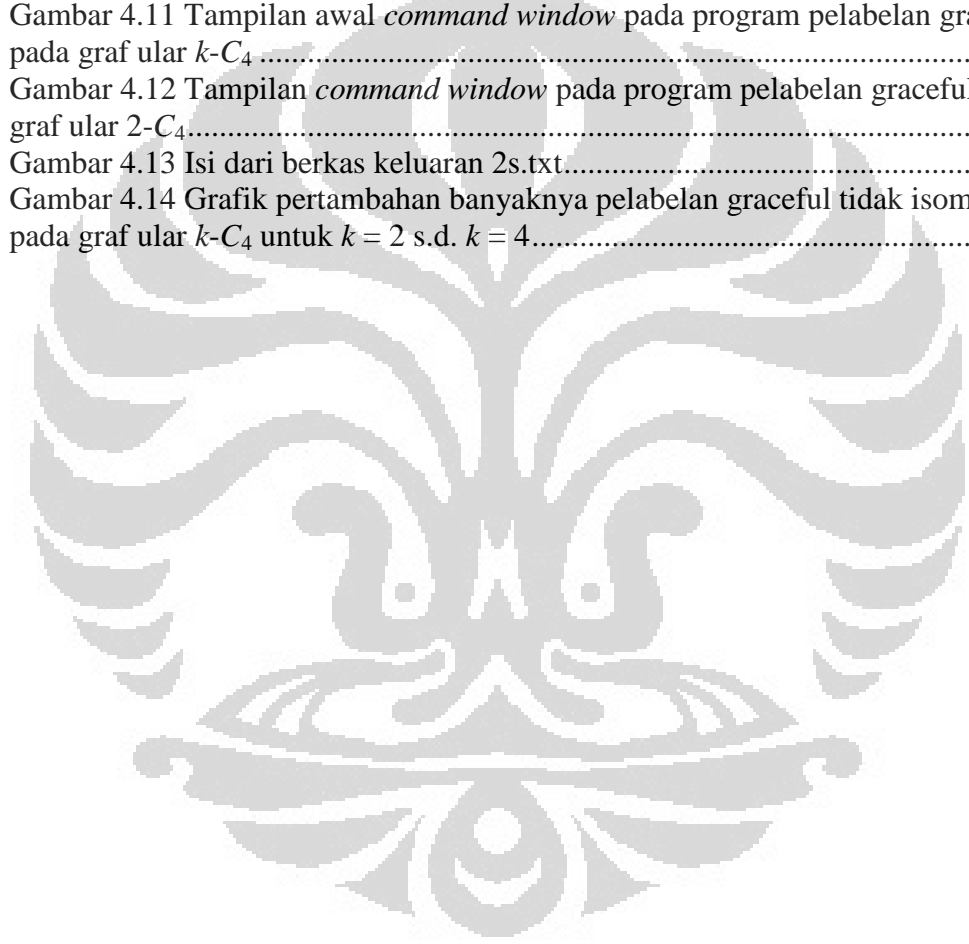 Gambar 4.11 Tampilan awal command window pada program pelabelan gra
pada graf ular k-C4 ..........................................................................................
Gambar 4.12 Tampilan command window pada program pelabelan graceful
graf ular 2-C4....................................................................................................
Gambar 4.13 Isi dari berkas keluaran 2s.txt....................................................
Gambar 4.14 Grafik pertambahan banyaknya pelabelan graceful tidak isom
pada graf ular k-C4 untuk k = 2 s.d. k = 4.......................................................